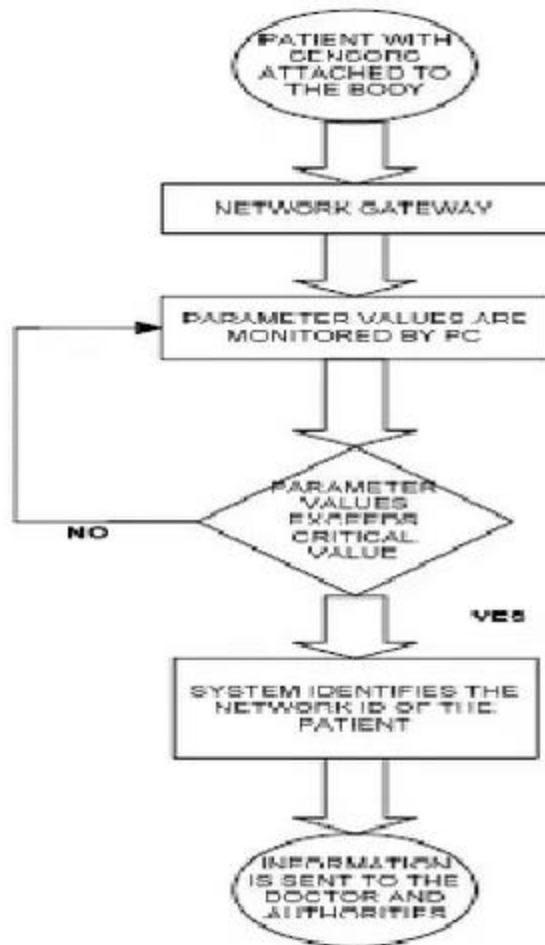 PATIENT WITH
SENSORS
ATTACHED TO
THE BODY
NETWORK GATEWAY
PARAMETER VALUES ARE
MONITORED BY PC
PARAMETER
VALUES
EXCEEDS
CRITICAL
VALUE
NO
YES
SYSTEM IDENTIFIES THE
NETWORK ID OF THE
PATIENT
INFORMATION
IS SENT TO THE
DOCTOR AND
AUTHORITIES